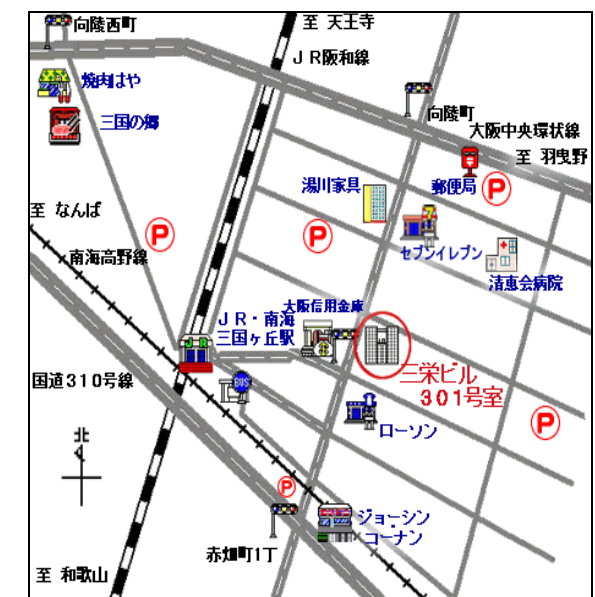 向陵西町
至 天王寺
JR阪和線
焼肉はや
三国の郷
向陵町
大阪中央環状線
至 羽曳野
湯川家具
郵便局
P
至 なんば
P
P
南海高野線
セブンイレブン
7
清恵会病院
大阪信用金庫
JR・南海
三国ヶ丘駅
JR
$
国道310号線
BUS
三栄ビル
301号室
P
ローソン
北
P
ジョーシン
コーナン
赤畑町1丁
至 和歌山